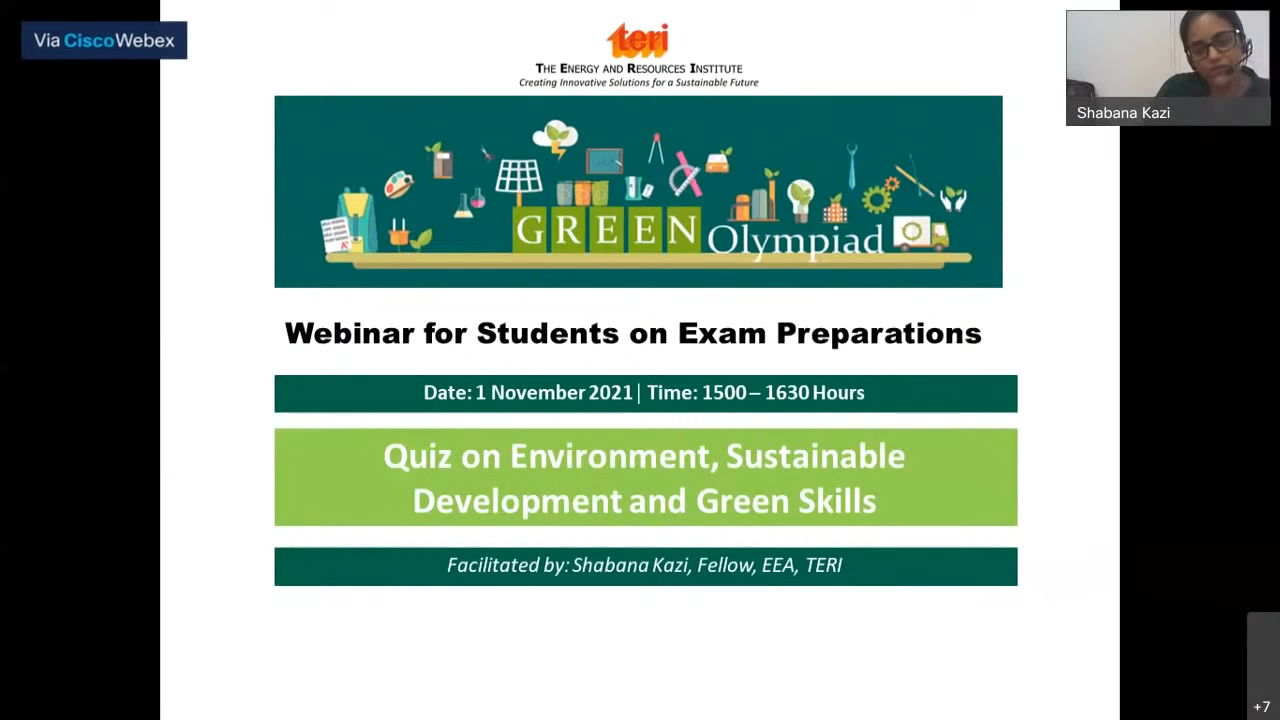 Via CiscoWebex
teri
THE ENERGY AND RESOURCES INSTITUTE
Creating Innovative Solutions for a Sustainable Future
Shabana Kazi
GREEN Olympiad
Webinar for Students on Exam Preparations
Date: 1 November 2021| Time: 1500 – 1630 Hours
Quiz on Environment, Sustainable
Development and Green Skills
Facilitated by: Shabana Kazi, Fellow, EEA, TERI
+7